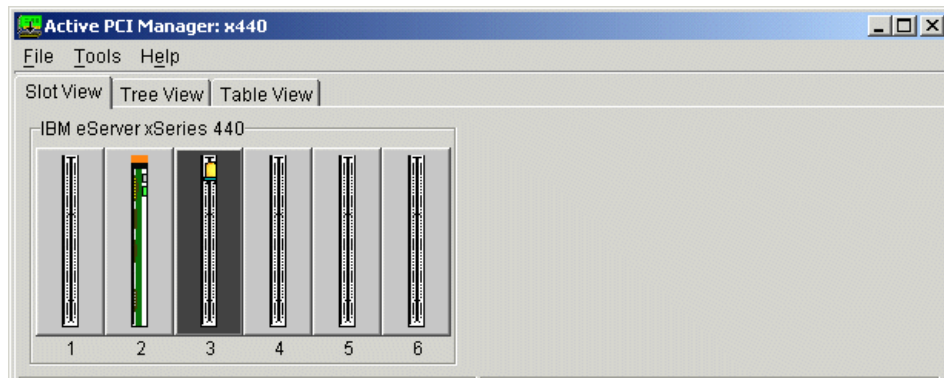 Active PCI Manager: x440
File Tools Help
Slot View Tree View Table View
IBM eServer xSeries 440
1 2 3 4 5 6